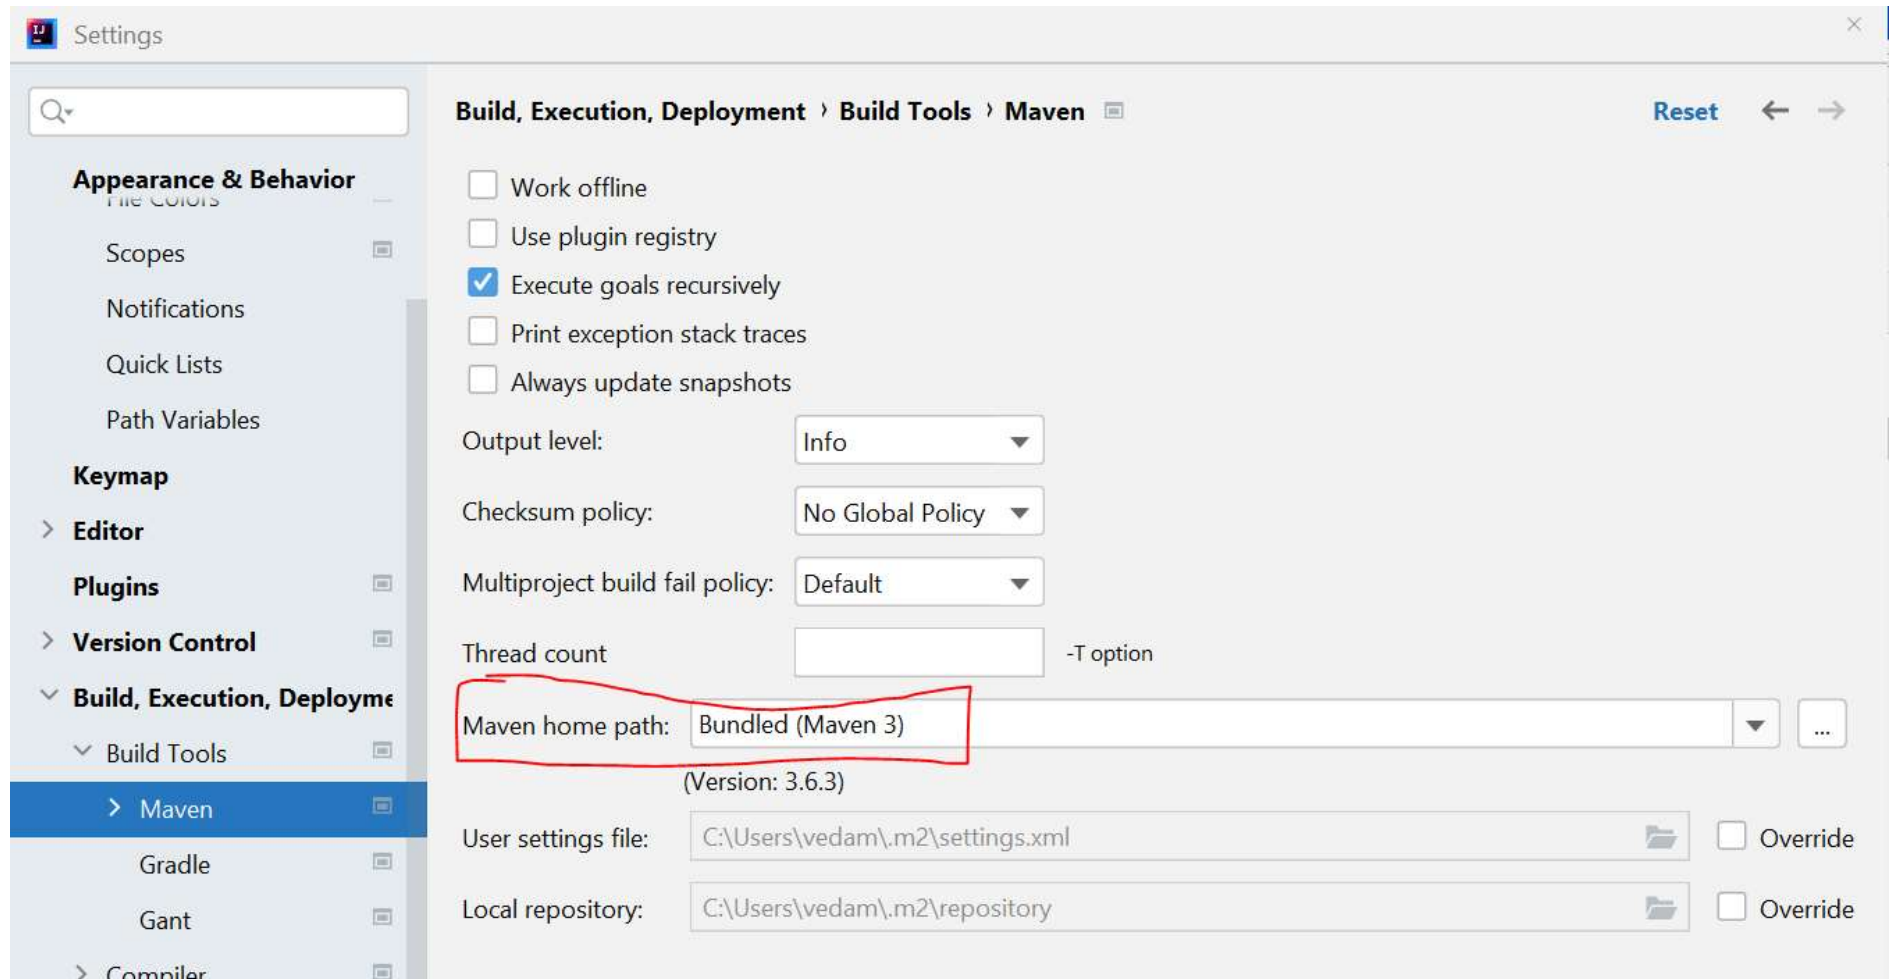 Settings
Build, Execution, Deployment › Build Tools › Maven
Reset
Appearance & Behavior
File Colors
Scopes
Notifications
Quick Lists
Path Variables
Keymap
Editor
Plugins
Version Control
Build, Execution, Deployme
Build Tools
Maven
Gradle
Gant
Compiler
Work offline
Use plugin registry
Execute goals recursively
Print exception stack traces
Always update snapshots
Output level: Info
Checksum policy: No Global Policy
Multiproject build fail policy: Default
Thread count -T option
Maven home path: Bundled (Maven 3) ...
(Version: 3.6.3)
User settings file: C:\Users\vedam\.m2\settings.xml Override
Local repository: C:\Users\vedam\.m2\repository Override